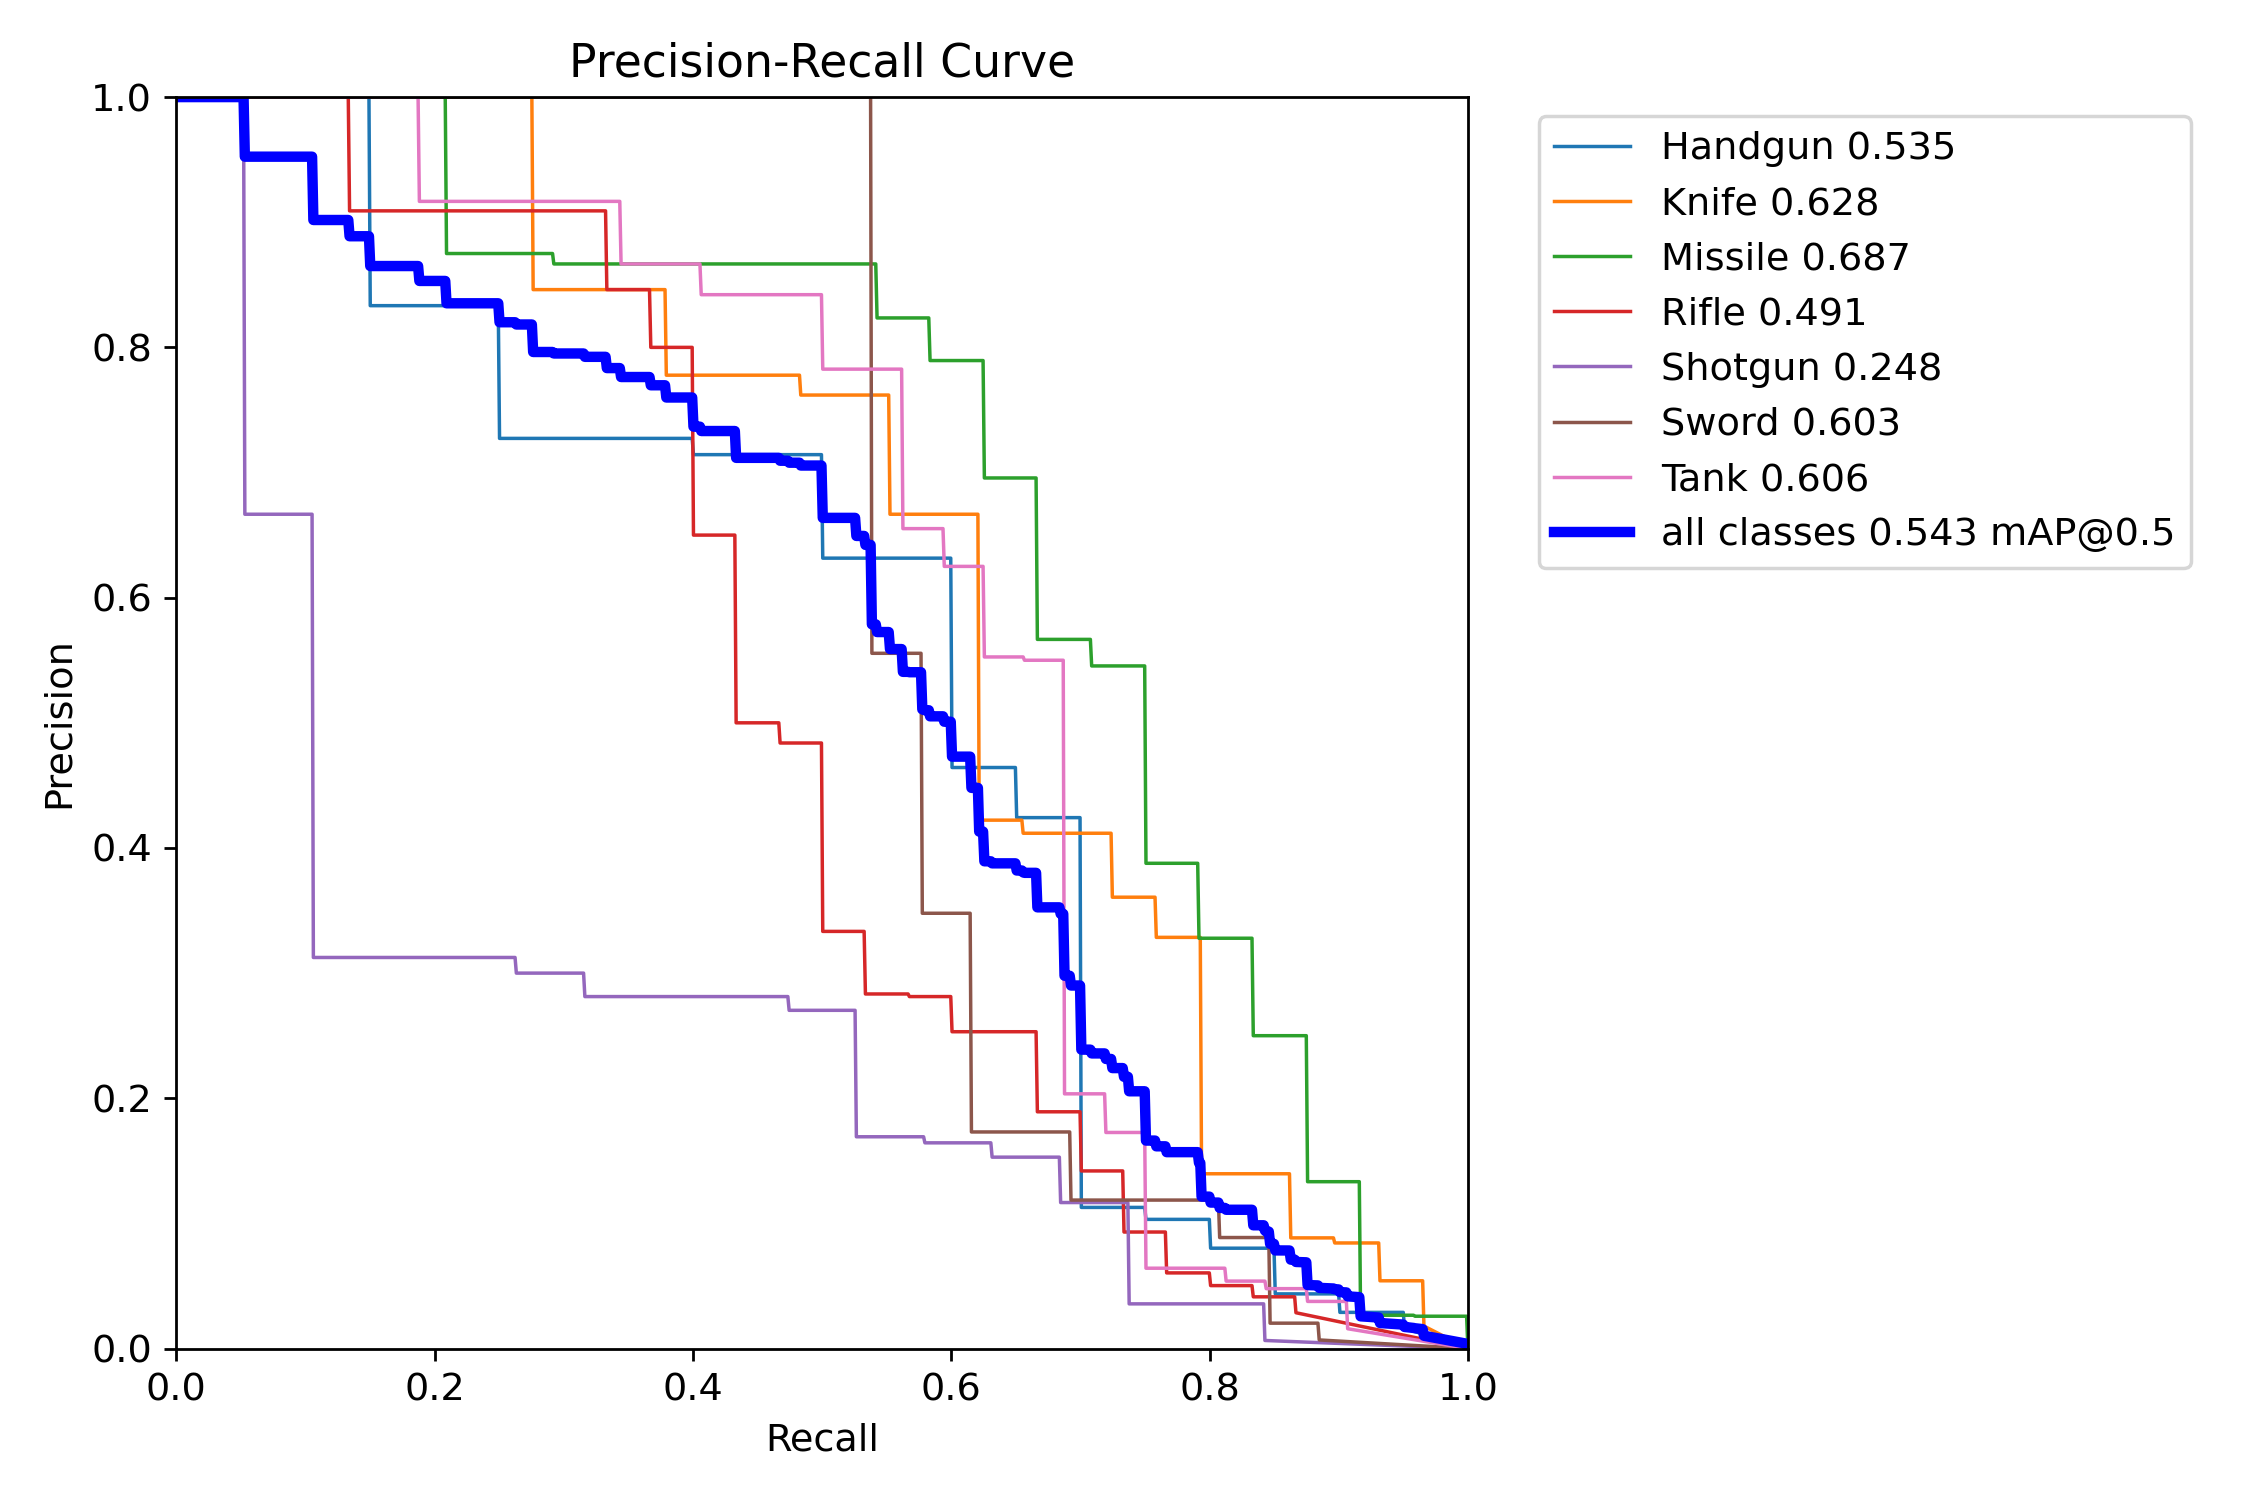 Precision-Recall Curve
1.0
0.8
0.6
0.4
0.2
0.0
Precision
0.0 0.2 0.4 0.6 0.8 1.0
Recall
Handgun 0.535
Knife 0.628
Missile 0.687
Rifle 0.491
Shotgun 0.248
Sword 0.603
Tank 0.606
all classes 0.543 mAP@0.5